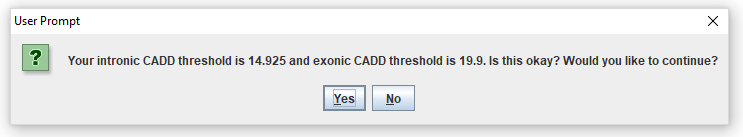 User Prompt
Your intronic CADD threshold is 14.925 and exonic CADD threshold is 19.9. Is this okay? Would you like to continue?
Yes
No